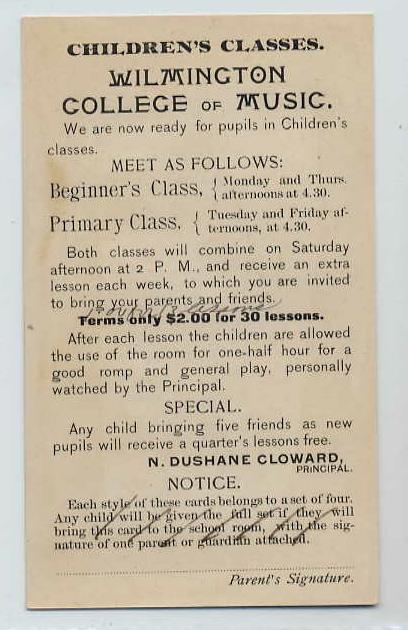 CHILDREN'S CLASSES.
WILMINGTON
COLLEGE OF MUSIC.
We are now ready for pupils in Children's
classes.
MEET AS FOLLOWS:
Beginner's Class, { Monday and Thurs.
afternoons at 4.30.
Primary Class, { Tuesday and Friday af-
ternoons, at 4.30.
Both classes will combine on Saturday
afternoon at 2 P. M., and receive an extra
lesson each week, to which you are invited
to bring your parents and friends.
Terms only $2.00 for 30 lessons.
After each lesson the children are allowed
the use of the room for one-half hour for a
good romp and general play, personally
watched by the Principal.
SPECIAL.
Any child bringing five friends as new
pupils will receive a quarter's lessons free.
N. DUSHANE CLOWARD,
PRINCIPAL.
NOTICE.
Each style of these cards belongs to a set of four.
Any child will be given the full set if they will
bring this card to the school room, with the sig-
nature of one parent or guardian attached.
Parent's Signature.